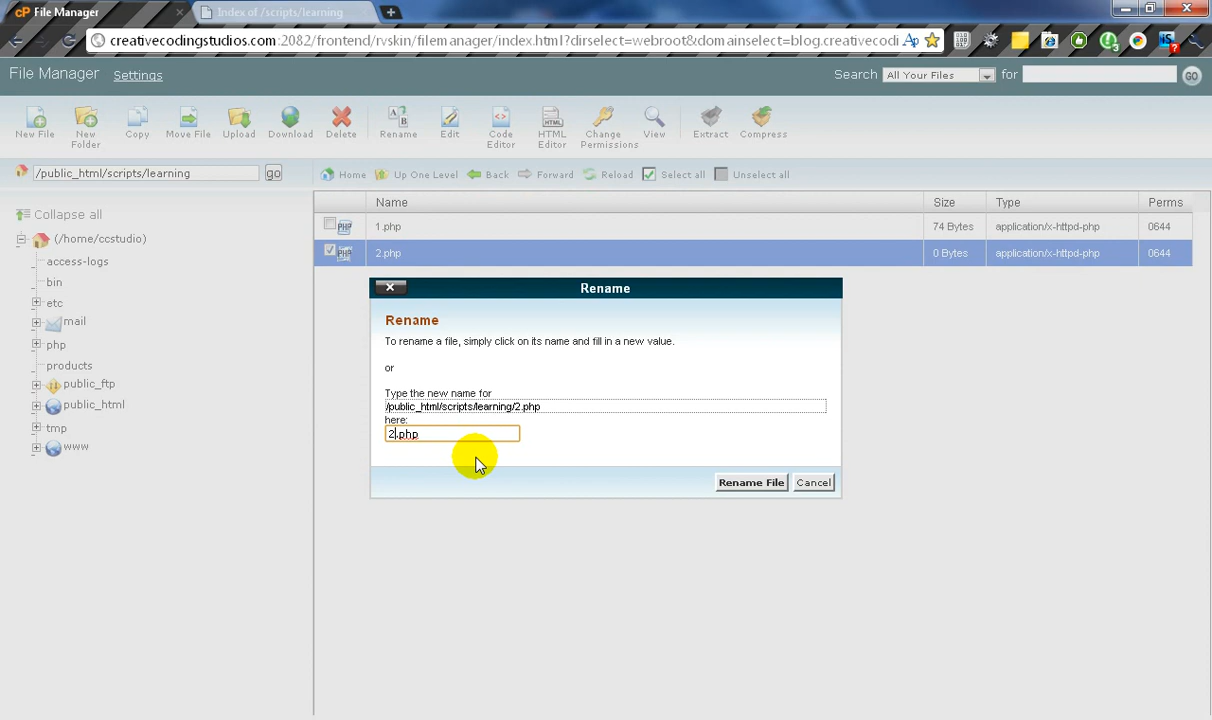 cP File Manager
Index of /scripts/learning
creativecodingstudios.com:2082/frontend/rvskin/filemanager/index.html?dirselect=webroot&domainselect=blog.creativecodi
File Manager Settings
Search All Your Files for GO
New File
New Folder
Copy
Move File
Upload
Download
Delete
Rename
Edit
Code Editor
HTML Editor
Change Permissions
View
Extract
Compress
/public_html/scripts/learning go
Home Up One Level Back Forward Reload Select all Unselect all
Collapse all
(/home/ccstudio)
access-logs
bin
etc
mail
php
products
public_ftp
public_html
tmp
www
Name Size Type Perms
PHP 1.php 74 Bytes application/x-httpd-php 0644
PHP 2.php 0 Bytes application/x-httpd-php 0644
Rename
Rename
To rename a file, simply click on its name and fill in a new value.
or
Type the new name for
/public_html/scripts/learning/2.php
here:
2.php
Rename File Cancel